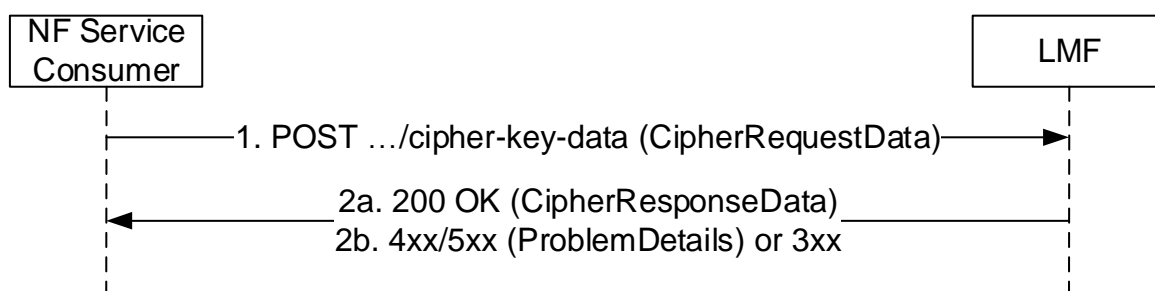 NF Service
Consumer
LMF
1. POST …/cipher-key-data (CipherRequestData)
2a. 200 OK (CipherResponseData)
2b. 4xx/5xx (ProblemDetails) or 3xx